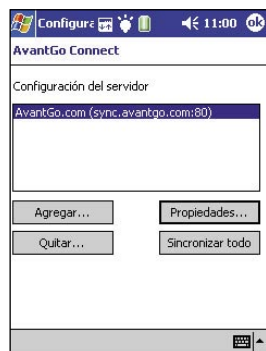 Configura 11:00 ok
AvantGo Connect
Configuración del servidor
AvantGo.com (sync.avantgo.com:80)
Agregar... Propiedades...
Quitar... Sincronizar todo